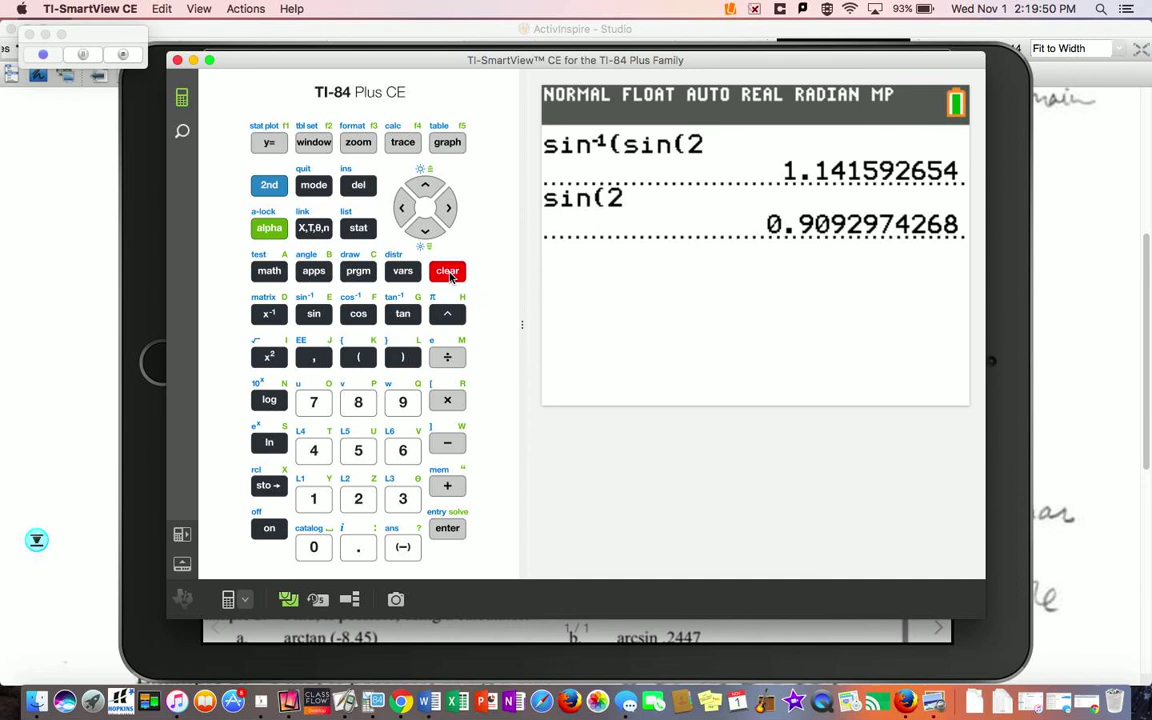 TI-SmartView CE Edit View Actions Help 93% Wed Nov 1 2:19:50 PM
ActivInspire - Studio
Fit to Width
TI-SmartView™ CE for the TI-84 Plus Family
TI-84 Plus CE
stat plot f1 tbl set f2 format f3 calc f4 table f5
y= window zoom trace graph
quit ins
2nd mode del
a-lock link list
alpha X,T,θ,n stat
test A angle B draw C distr
math apps prgm vars clear
matrix D sin⁻¹ E cos⁻¹ F tan⁻¹ G π H
x⁻¹ sin cos tan ^
√ I EE J { K } L e M
x² , ( ) ÷
10ˣ N u O v P w Q [ R
log 7 8 9 ×
eˣ S L4 T L5 U L6 V ] W
ln 4 5 6 −
rcl X L1 Y L2 Z L3 θ mem “
sto→ 1 2 3 +
off catalog i : ans ? entry solve
on 0 . (−) enter
NORMAL FLOAT AUTO REAL RADIAN MP
sin⁻¹(sin(2
1.141592654
sin(2
0.9092974268
main
1/1
a. arctan (-8.45) b. arcsin .2447
HOPKINS
CLASS FLOW